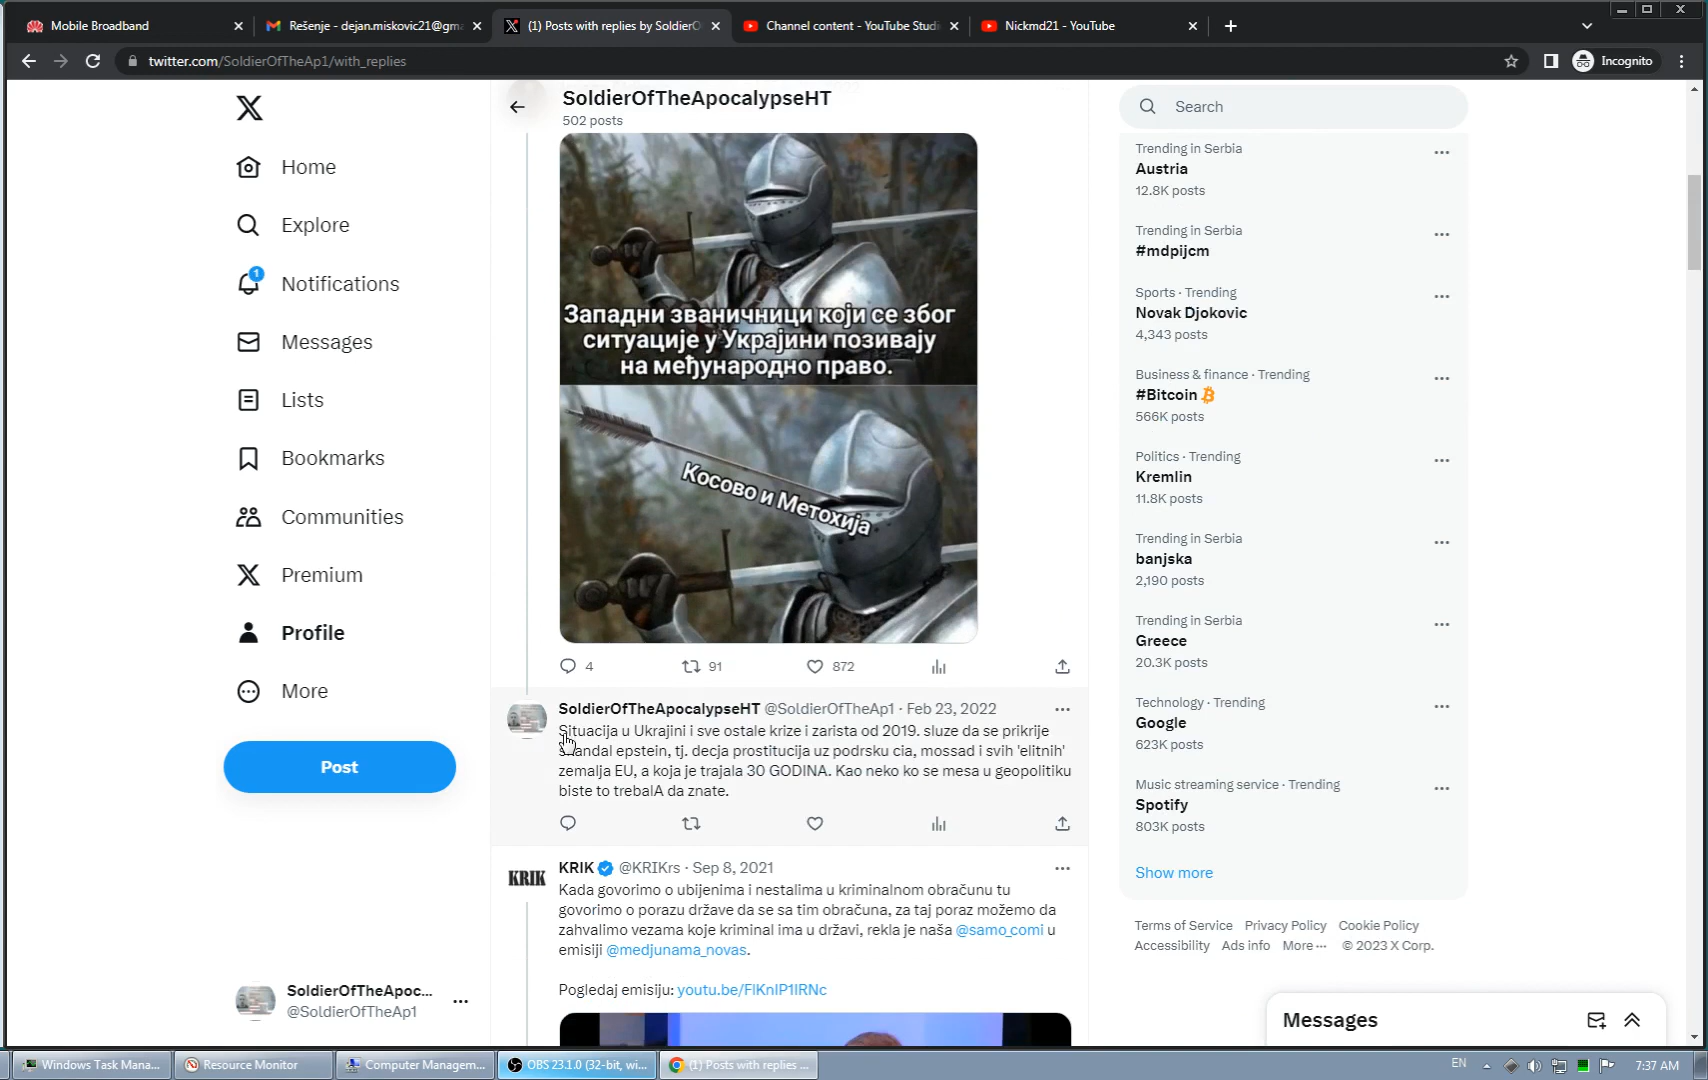 Mobile Broadband
Rešenje - dejan.miskovic21@gm
(1) Posts with replies by SoldierO
Channel content - YouTube Studi
Nickmd21 - YouTube
twitter.com/SoldierOfTheAp1/with_replies
Incognito
Home
Explore
1
Notifications
Messages
Lists
Bookmarks
Communities
Premium
Profile
More
Post
SoldierOfTheApoc...
@SoldierOfTheAp1
SoldierOfTheApocalypseHT
502 posts
Западни званичници који се због
ситуације у Украјини позивају
на међународно право.
Косово и Метохија
4
91
872
SoldierOfTheApocalypseHT @SoldierOfTheAp1 · Feb 23, 2022
Situacija u Ukrajini i sve ostale krize i zarista od 2019. sluze da se prikrije
skandal epstein, tj. decja prostitucija uz podrsku cia, mossad i svih 'elitnih'
zemalja EU, a koja je trajala 30 GODINA. Kao neko ko se mesa u geopolitiku
biste to trebalA da znate.
KRIK
KRIK @KRIKrs · Sep 8, 2021
Kada govorimo o ubijenima i nestalima u kriminalnom obračunu tu
govorimo o porazu države da se sa tim obračuna, za taj poraz možemo da
zahvalimo vezama koje kriminal ima u državi, rekla je naša @samo_comi u
emisiji @medjunama_novas.
Pogledaj emisiju: youtu.be/FlKnIP1IRNc
Search
Trending in Serbia
Austria
12.8K posts
Trending in Serbia
#mdpijcm
Sports · Trending
Novak Djokovic
4,343 posts
Business & finance · Trending
#Bitcoin
566K posts
Politics · Trending
Kremlin
11.8K posts
Trending in Serbia
banjska
2,190 posts
Trending in Serbia
Greece
20.3K posts
Technology · Trending
Google
623K posts
Music streaming service · Trending
Spotify
803K posts
Show more
Terms of Service Privacy Policy Cookie Policy
Accessibility Ads info More ··· © 2023 X Corp.
Messages
Windows Task Mana...
Resource Monitor
Computer Managem...
OBS 23.1.0 (32-bit, wi...
(1) Posts with replies ...
EN
7:37 AM